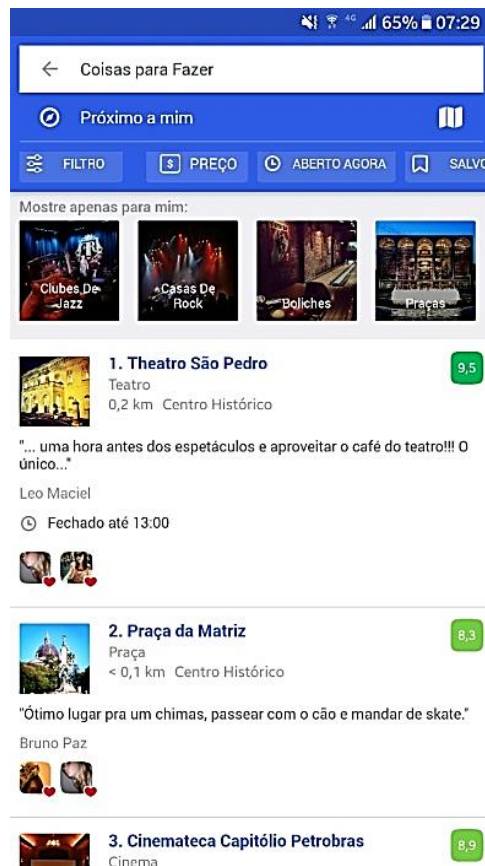 4G 65% 07:29
Coisas para Fazer
Próximo a mim
FILTRO $ PREÇO ABERTO AGORA SALVO
Mostre apenas para mim:
Clubes De Jazz
Casas De Rock
Boliches
Praças
1. Theatro São Pedro 9,5
Teatro
0,2 km Centro Histórico
"... uma hora antes dos espetáculos e aproveitar o café do teatro!!! O
único..."
Leo Maciel
Fechado até 13:00
2. Praça da Matriz 8,3
Praça
< 0,1 km Centro Histórico
"Ótimo lugar pra um chimas, passear com o cão e mandar de skate."
Bruno Paz
3. Cinemateca Capitólio Petrobras 8,9
Cinema